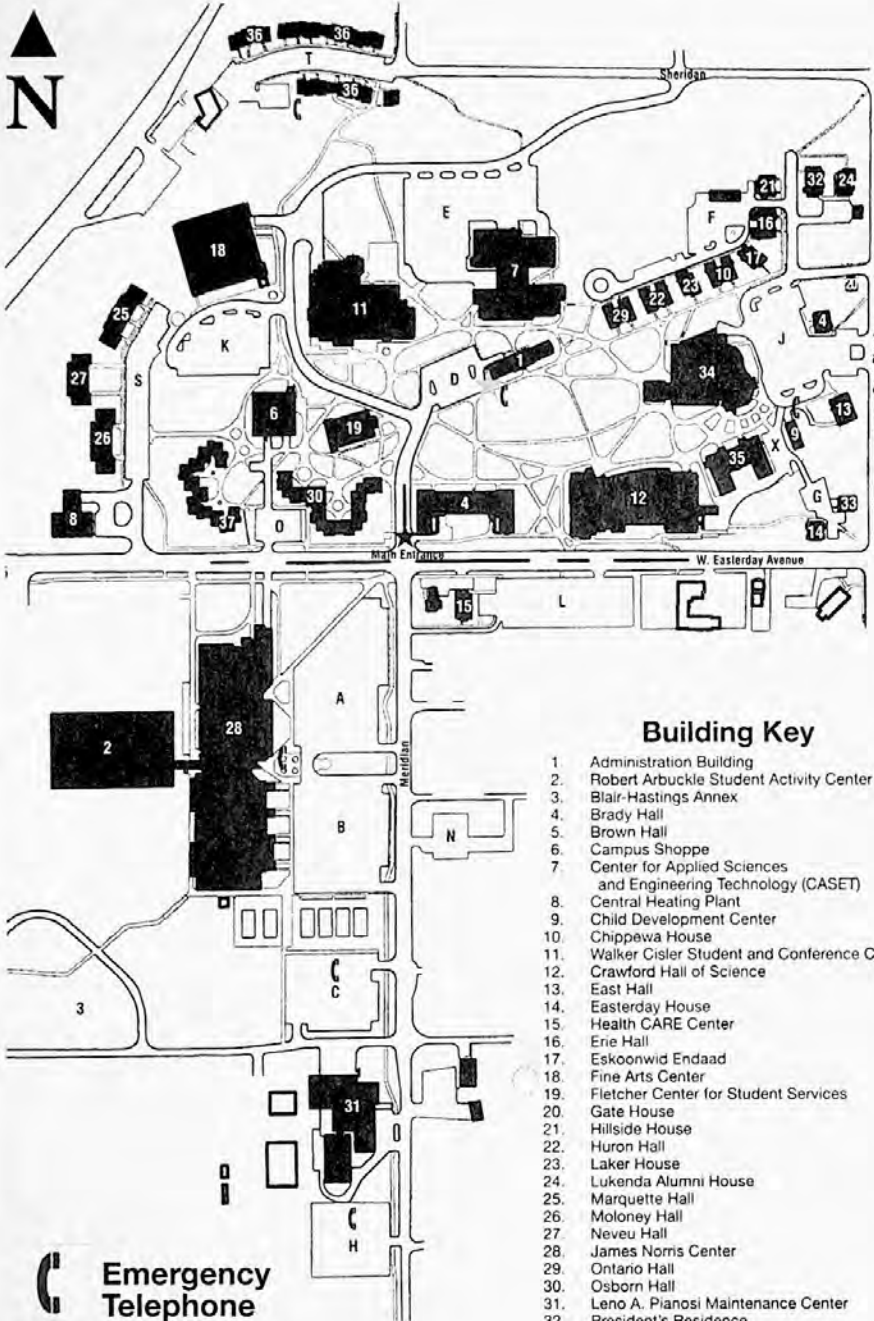 N
36
36
T
36
Sheridan
21
32
24
E
F
16
18
7
17
10
11
23
22
29
25
4
K
J
34
1
D
27
S
6
13
19
9
26
35
X
30
12
4
G
33
8
37
O
14
Main Entrance
W. Easterday Avenue
15
L
A
28
2
Meridian
B
N
C
3
31
H
Emergency
Telephone
Building Key
1. Administration Building
2. Robert Arbuckle Student Activity Center
3. Blair-Hastings Annex
4. Brady Hall
5. Brown Hall
6. Campus Shoppe
7. Center for Applied Sciences
and Engineering Technology (CASET)
8. Central Heating Plant
9. Child Development Center
10. Chippewa House
11. Walker Cisler Student and Conference C
12. Crawford Hall of Science
13. East Hall
14. Easterday House
15. Health CARE Center
16. Erie Hall
17. Eskoonwid Endaad
18. Fine Arts Center
19. Fletcher Center for Student Services
20. Gate House
21. Hillside House
22. Huron Hall
23. Laker House
24. Lukenda Alumni House
25. Marquette Hall
26. Moloney Hall
27. Neveu Hall
28. James Norris Center
29. Ontario Hall
30. Osborn Hall
31. Leno A. Pianosi Maintenance Center
32. President's Residence